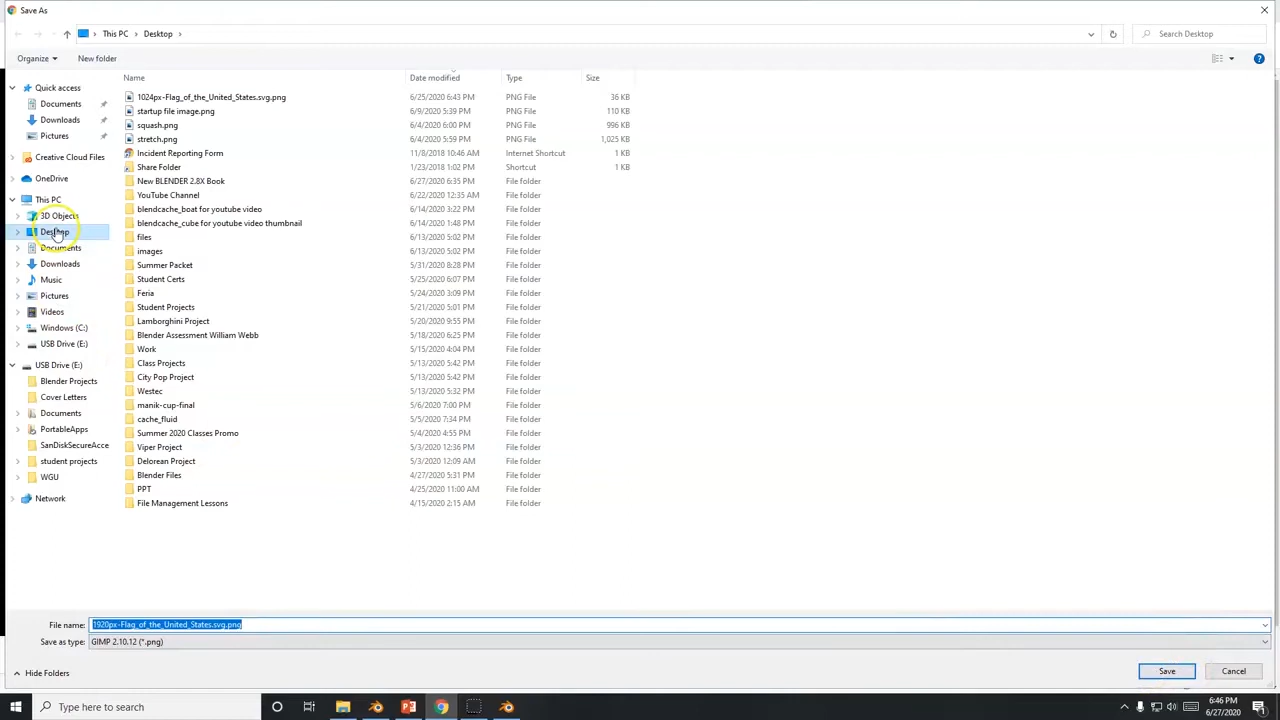 Save As
This PC
Desktop
Search Desktop
Organize
New folder
Name
Date modified
Type
Size
Quick access
Documents
Downloads
Pictures
Creative Cloud Files
OneDrive
This PC
3D Objects
Desktop
Documents
Downloads
Music
Pictures
Videos
Windows (C:)
USB Drive (E:)
USB Drive (E:)
Blender Projects
Cover Letters
Documents
PortableApps
SanDiskSecureAcce
student projects
WGU
Network
1024px-Flag_of_the_United_States.svg.png 6/25/2020 6:43 PM PNG File 36 KB
startup file image.png 6/9/2020 5:39 PM PNG File 110 KB
squash.png 6/4/2020 6:00 PM PNG File 996 KB
stretch.png 6/4/2020 5:59 PM PNG File 1,025 KB
Incident Reporting Form 11/8/2018 10:46 AM Internet Shortcut 1 KB
Share Folder 1/23/2018 1:02 PM Shortcut 1 KB
New BLENDER 2.8X Book 6/27/2020 6:35 PM File folder
YouTube Channel 6/22/2020 12:35 AM File folder
blendcache_boat for youtube video 6/14/2020 3:22 PM File folder
blendcache_cube for youtube video thumbnail 6/14/2020 1:48 PM File folder
files 6/13/2020 5:02 PM File folder
images 6/13/2020 5:02 PM File folder
Summer Packet 5/31/2020 8:28 PM File folder
Student Certs 5/25/2020 6:07 PM File folder
Feria 5/24/2020 3:09 PM File folder
Student Projects 5/21/2020 5:01 PM File folder
Lamborghini Project 5/20/2020 9:55 PM File folder
Blender Assessment William Webb 5/18/2020 6:25 PM File folder
Work 5/15/2020 4:04 PM File folder
Class Projects 5/13/2020 5:42 PM File folder
City Pop Project 5/13/2020 5:42 PM File folder
Westec 5/13/2020 5:32 PM File folder
manik-cup-final 5/6/2020 7:00 PM File folder
cache_fluid 5/5/2020 7:34 PM File folder
Summer 2020 Classes Promo 5/4/2020 4:55 PM File folder
Viper Project 5/3/2020 12:36 PM File folder
Delorean Project 5/3/2020 12:09 AM File folder
Blender Files 4/27/2020 5:31 PM File folder
PPT 4/25/2020 11:00 AM File folder
File Management Lessons 4/15/2020 2:15 AM File folder
File name: 1920px-Flag_of_the_United_States.svg.png
Save as type: GIMP 2.10.12 (*.png)
Hide Folders
Save
Cancel
Type here to search
6:46 PM
6/27/2020